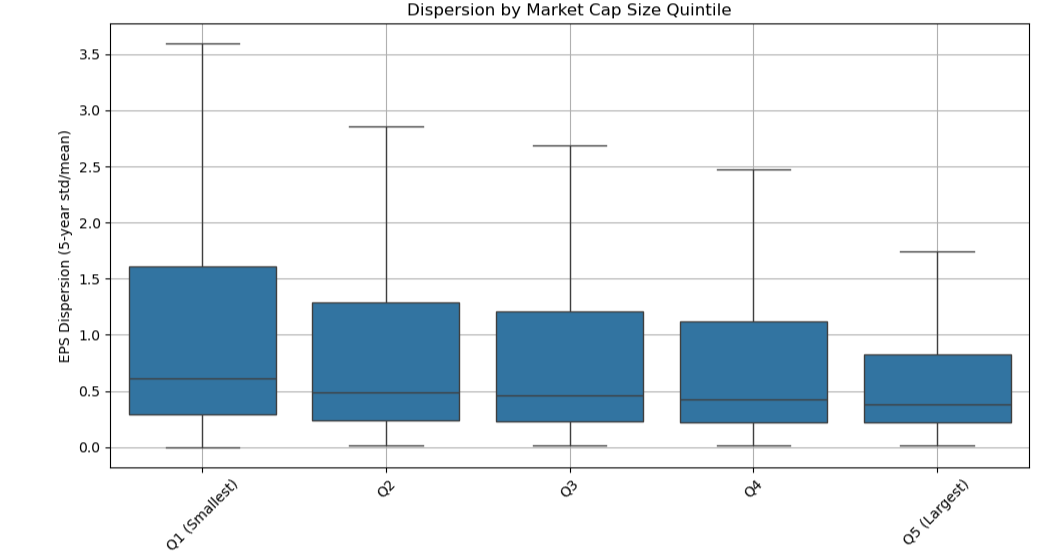 Dispersion by Market Cap Size Quintile
EPS Dispersion (5-year std/mean)
3.5
3.0
2.5
2.0
1.5
1.0
0.5
0.0
Q1 (Smallest)
Q2
Q3
Q4
Q5 (Largest)